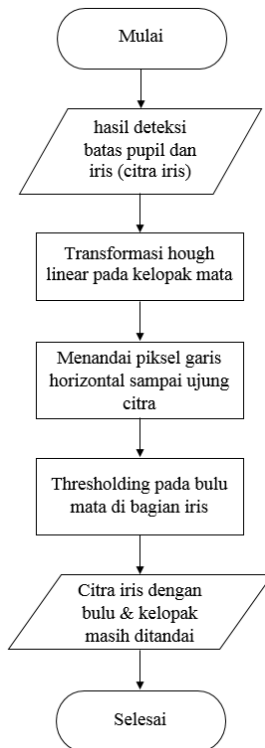 Mulai
hasil deteksi
batas pupil dan
iris (citra iris)
Transformasi hough
linear pada kelopak mata
Menandai piksel garis
horizontal sampai ujung
citra
Thresholding pada bulu
mata di bagian iris
Citra iris dengan
bulu & kelopak
masih ditandai
Selesai